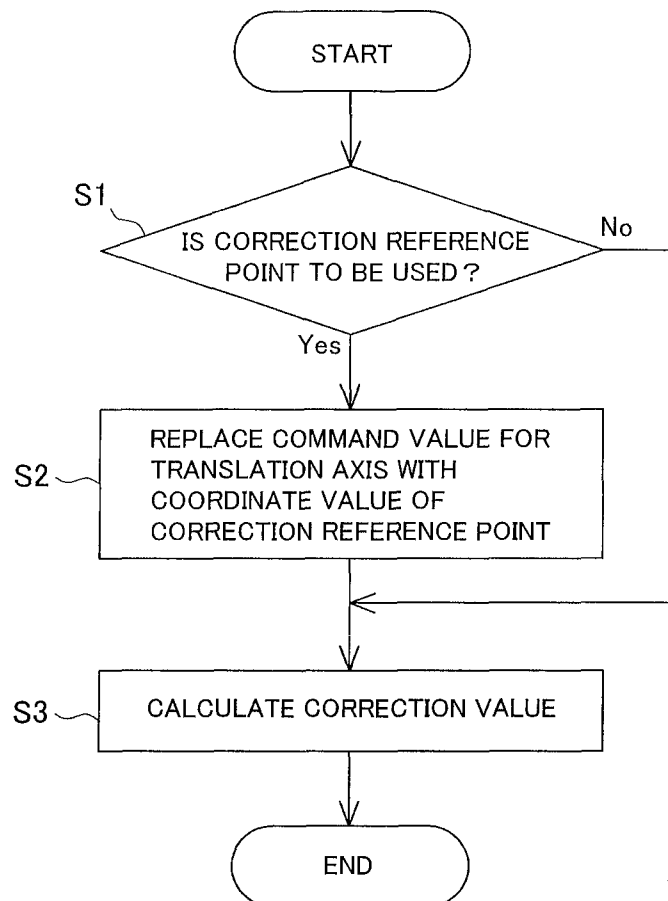 START
S1
IS CORRECTION REFERENCE
POINT TO BE USED?
No
Yes
S2
REPLACE COMMAND VALUE FOR
TRANSLATION AXIS WITH
COORDINATE VALUE OF
CORRECTION REFERENCE POINT
S3
CALCULATE CORRECTION VALUE
END